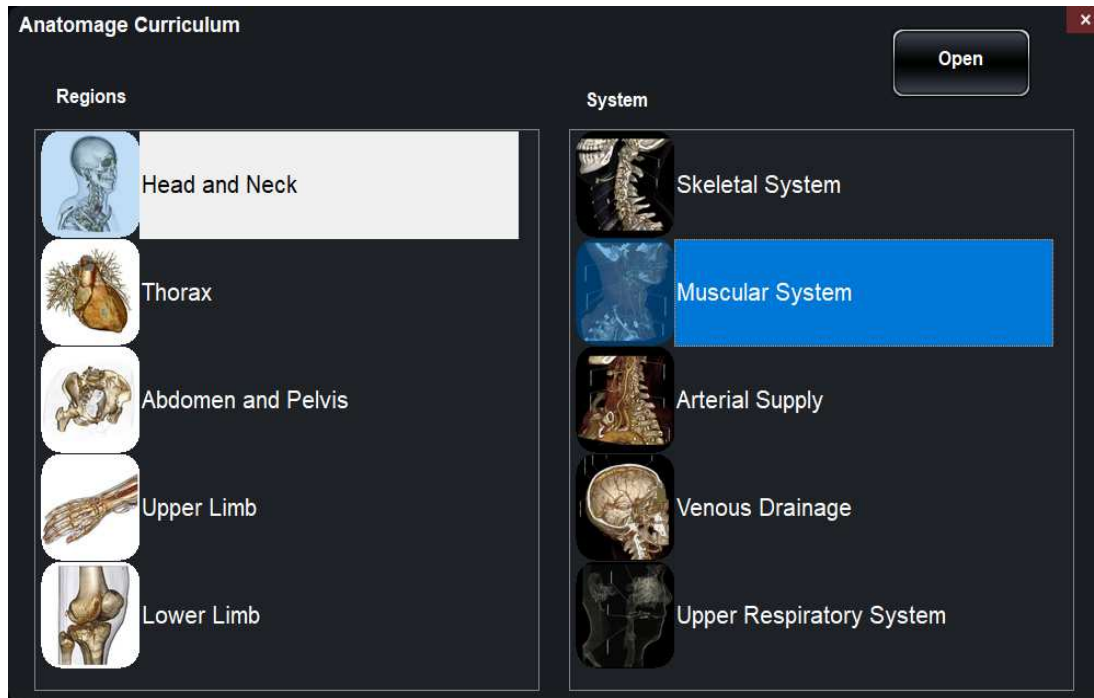 Anatomage Curriculum
×
Open
Regions
System
Head and Neck
Thorax
Abdomen and Pelvis
Upper Limb
Lower Limb
Skeletal System
Muscular System
Arterial Supply
Venous Drainage
Upper Respiratory System